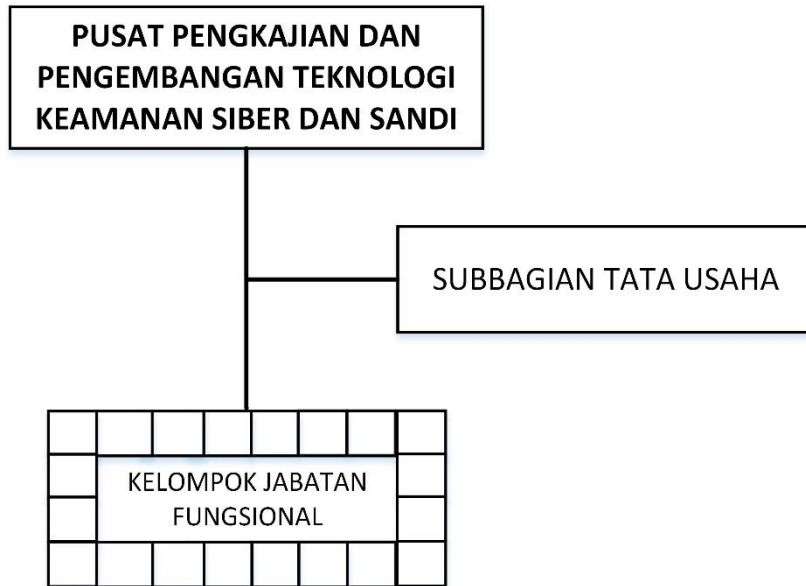 PUSAT PENGKAJIAN DAN
PENGEMBANGAN TEKNOLOGI
KEAMANAN SIBER DAN SANDI
SUBBAGIAN TATA USAHA
KELOMPOK JABATAN
FUNGSIONAL